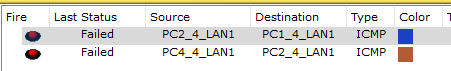 Fire Last Status Source Destination Type Color T
Failed PC2_4_LAN1 PC1_4_LAN1 ICMP
Failed PC4_4_LAN1 PC2_4_LAN1 ICMP